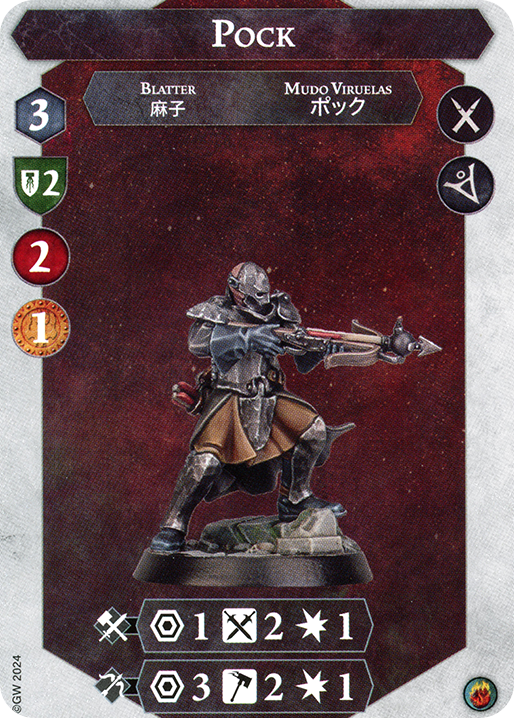 Pock
Blatter
麻子
Mudo Viruelas
ポック
3
2
2
1
1 2 1
3 2 1
©GW 2024